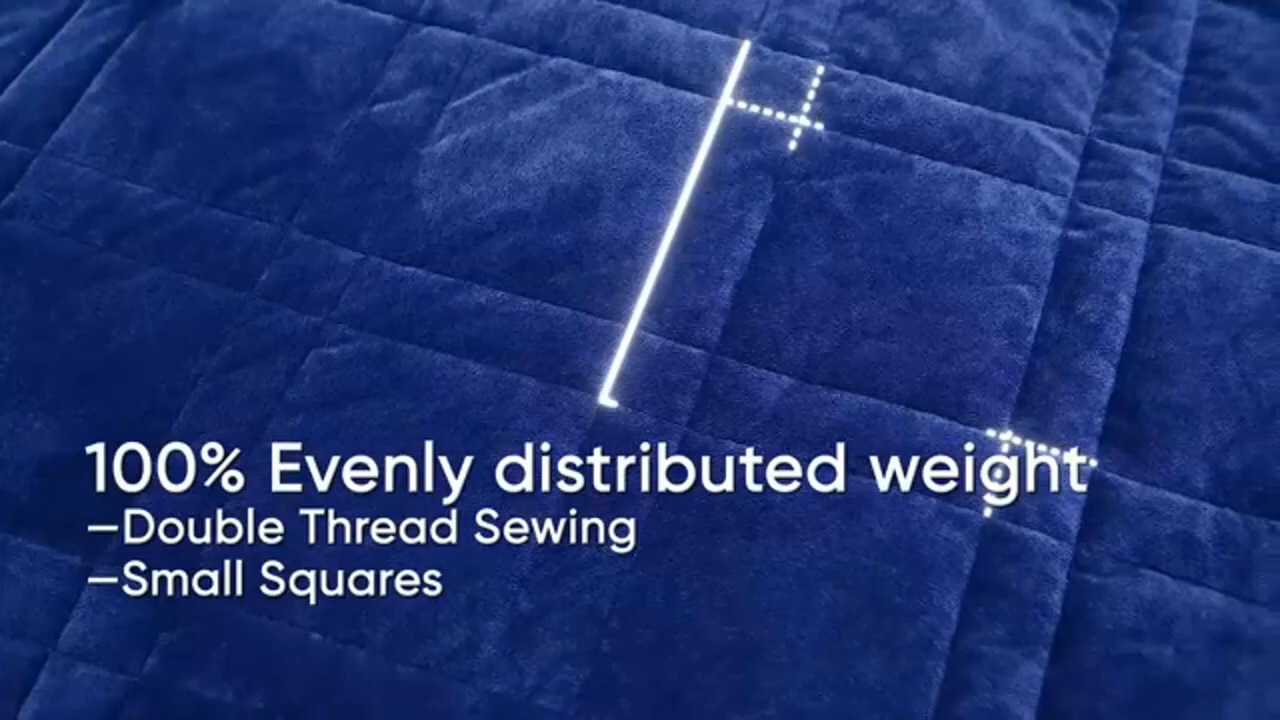 100% Evenly distributed weight
—Double Thread Sewing
—Small Squares